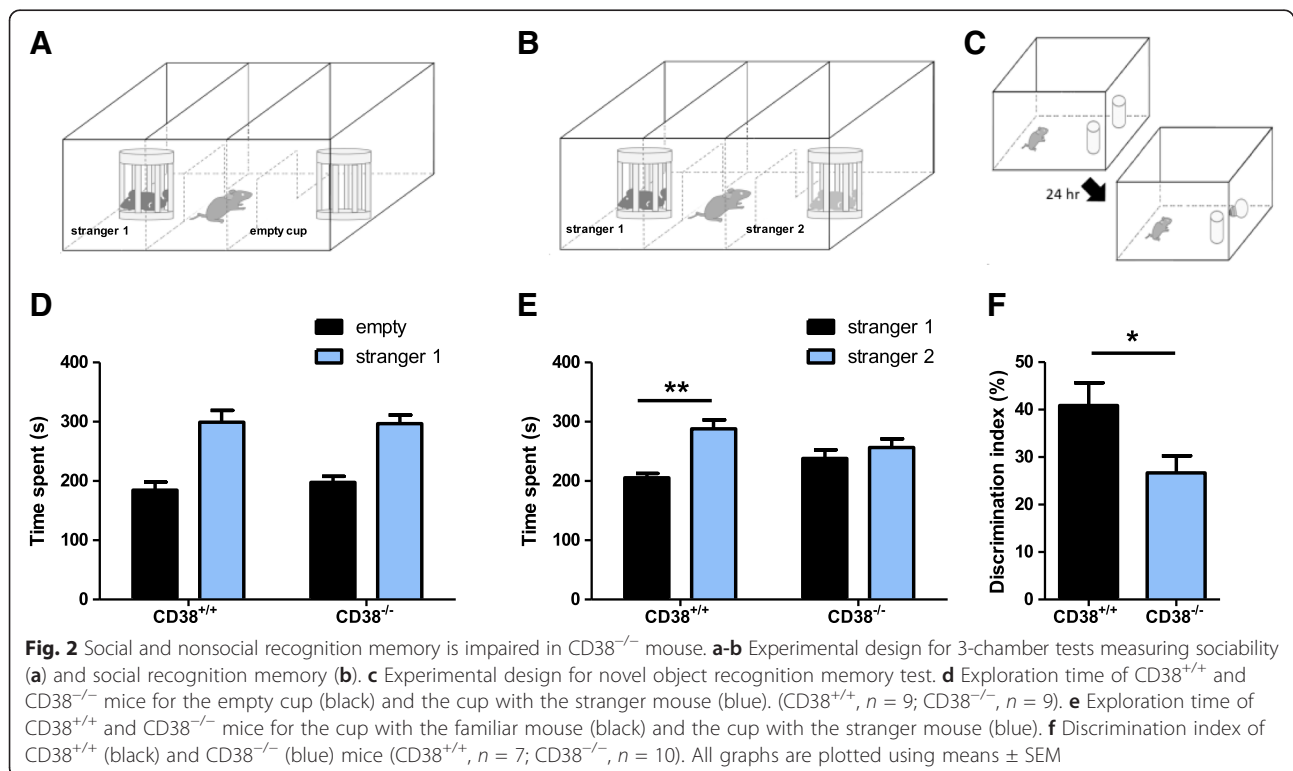 A
B
C
stranger 1
empty cup
stranger 1
stranger 2
24 hr
D
E
F
empty
stranger 1
stranger 1
stranger 2
*
**
400
300
200
100
0
Time spent (s)
CD38+/+
CD38-/-
400
300
200
100
0
Time spent (s)
CD38+/+
CD38-/-
50
40
30
20
10
0
Discrimination index (%)
CD38+/+
CD38-/-
Fig. 2 Social and nonsocial recognition memory is impaired in CD38−/− mouse. a-b Experimental design for 3-chamber tests measuring sociability
(a) and social recognition memory (b). c Experimental design for novel object recognition memory test. d Exploration time of CD38+/+ and
CD38−/− mice for the empty cup (black) and the cup with the stranger mouse (blue). (CD38+/+, n = 9; CD38−/−, n = 9). e Exploration time of
CD38+/+ and CD38−/− mice for the cup with the familiar mouse (black) and the cup with the stranger mouse (blue). f Discrimination index of
CD38+/+ (black) and CD38−/− (blue) mice (CD38+/+, n = 7; CD38−/−, n = 10). All graphs are plotted using means ± SEM